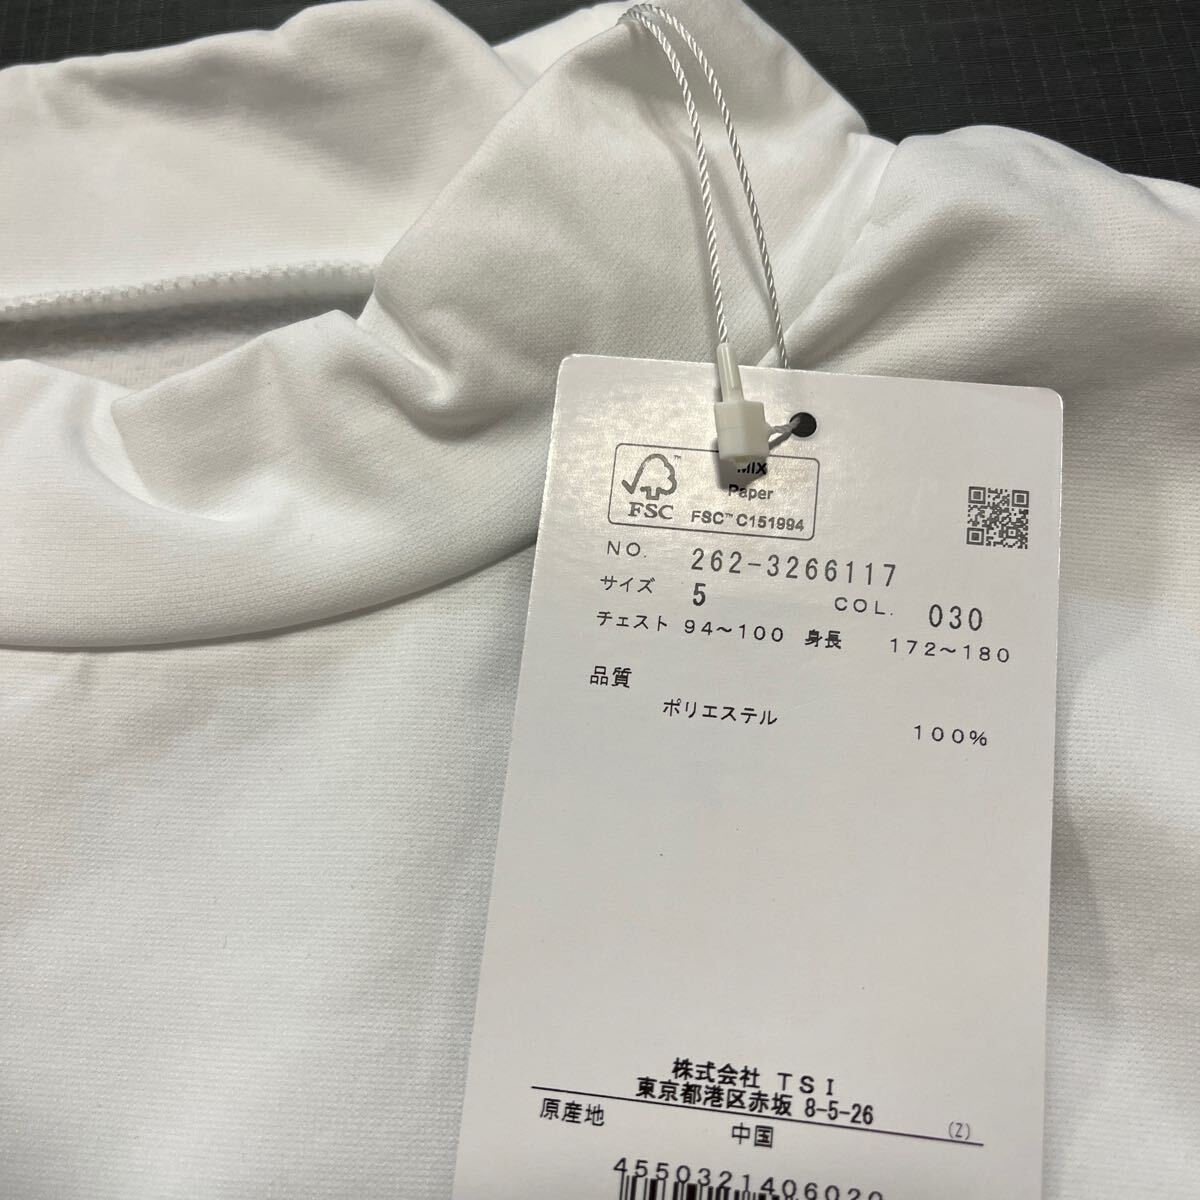 FSC™
MIX
Paper
FSC™ C151994
NO. 262-3266117
サイズ 5 COL. 030
チェスト 94～100 身長 172～180
品質
ポリエステル 100%
株式会社 TSI
東京都港区赤坂 8-5-26
(Z)
原産地 中国
4550321406020